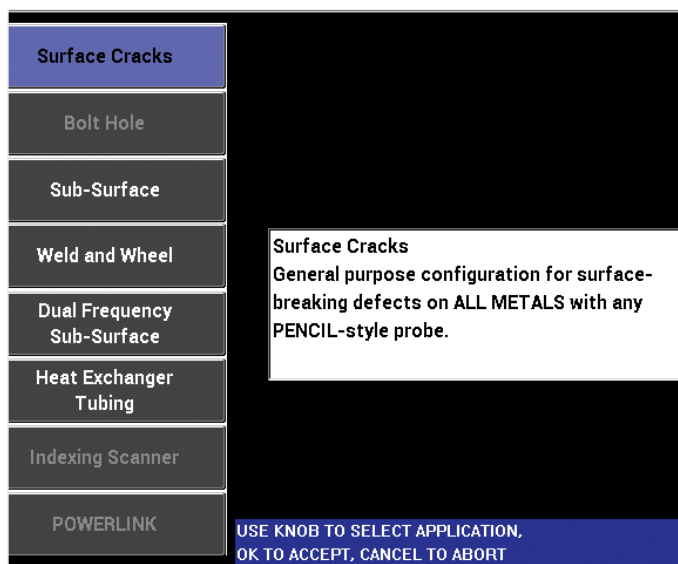 Surface Cracks
Bolt Hole
Sub-Surface
Weld and Wheel
Dual Frequency
Sub-Surface
Heat Exchanger
Tubing
Indexing Scanner
POWERLINK
Surface Cracks
General purpose configuration for surface-
breaking defects on ALL METALS with any
PENCIL-style probe.
USE KNOB TO SELECT APPLICATION,
OK TO ACCEPT, CANCEL TO ABORT